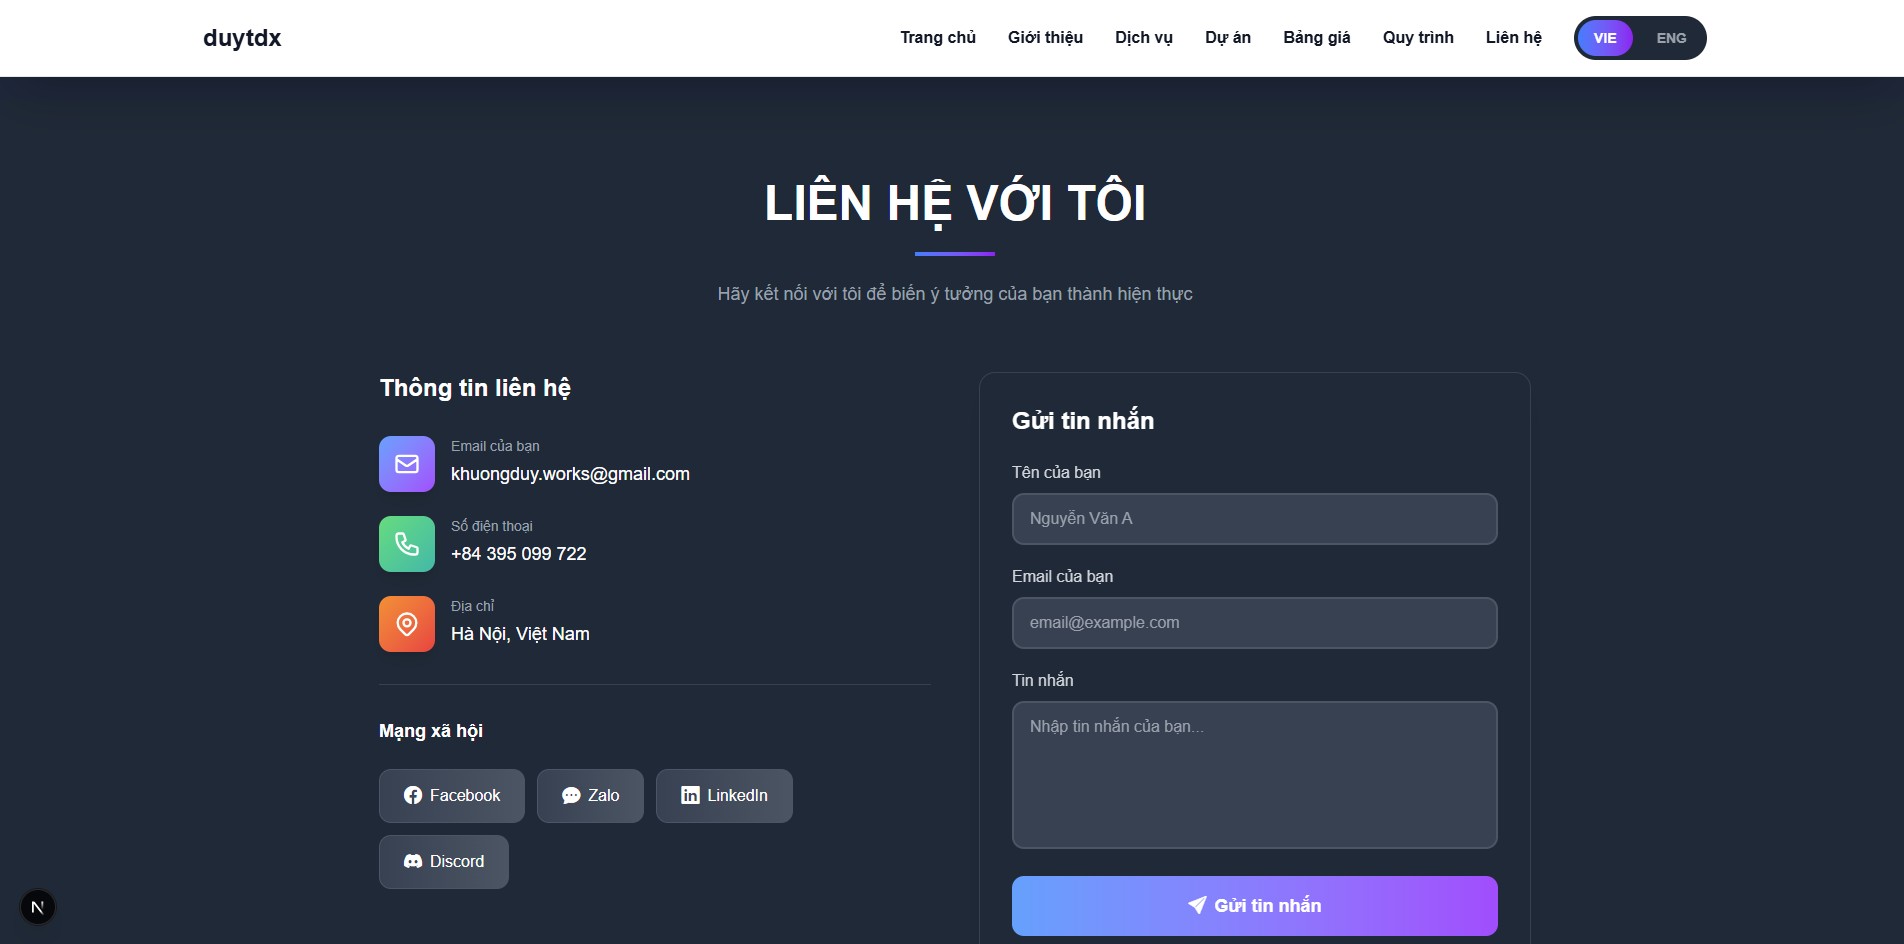 duytdx
Trang chủ
Giới thiệu
Dịch vụ
Dự án
Bảng giá
Quy trình
Liên hệ
VIE
ENG
LIÊN HỆ VỚI TÔI
Hãy kết nối với tôi để biến ý tưởng của bạn thành hiện thực
Thông tin liên hệ
Email của bạn
khuongduy.works@gmail.com
Số điện thoại
+84 395 099 722
Địa chỉ
Hà Nội, Việt Nam
Mạng xã hội
Facebook
Zalo
LinkedIn
Discord
Gửi tin nhắn
Tên của bạn
Nguyễn Văn A
Email của bạn
email@example.com
Tin nhắn
Nhập tin nhắn của bạn...
Gửi tin nhắn
N